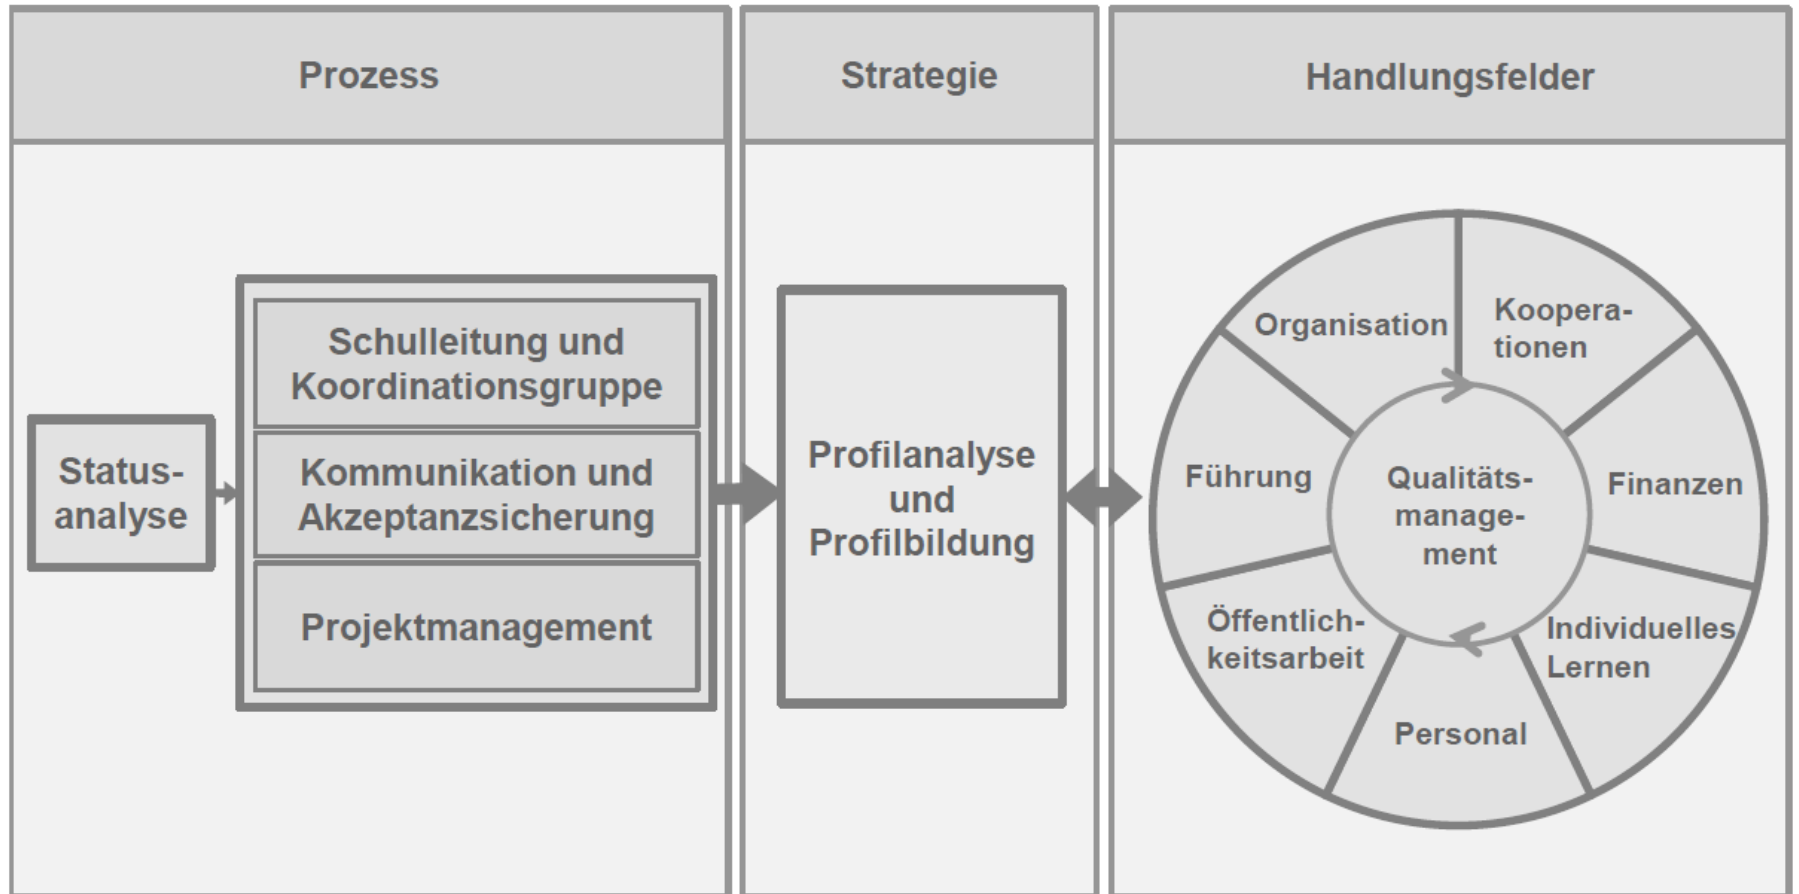 Prozess
Strategie
Handlungsfelder
Status-
analyse
Schulleitung und
Koordinationsgruppe
Kommunikation und
Akzeptanzsicherung
Projektmanagement
Profilanalyse
und
Profilbildung
Organisation
Koopera-
tionen
Führung
Qualitäts-
manage-
ment
Finanzen
Öffentlich-
keitsarbeit
Individuelles
Lernen
Personal